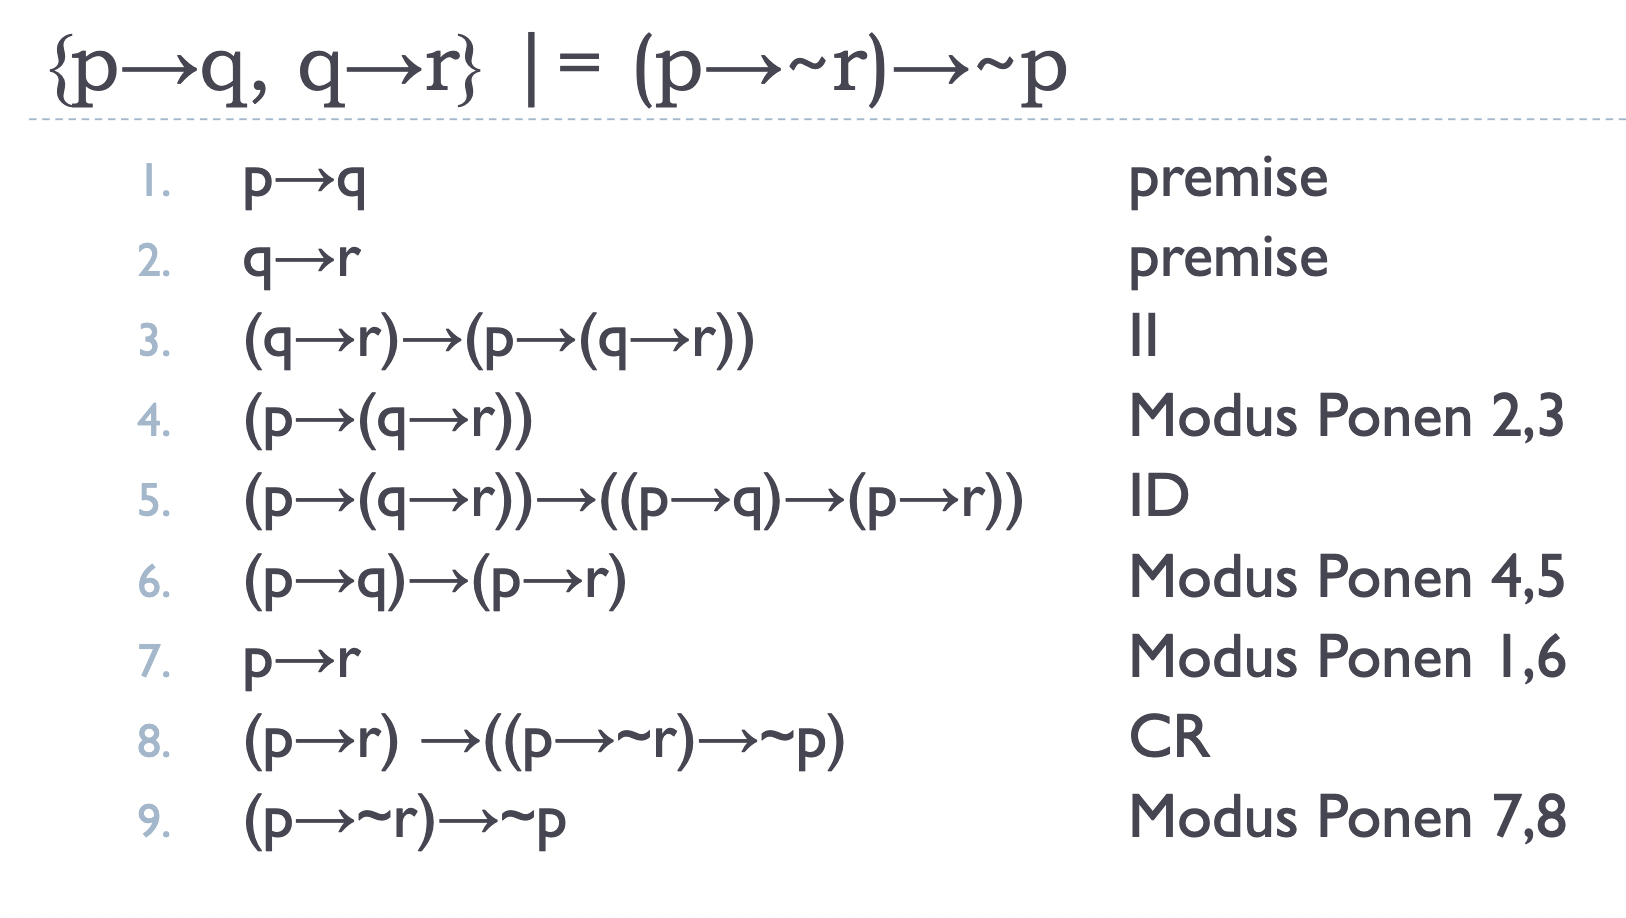 {p→q, q→r} |= (p→~r)→~p
1. p→q premise
2. q→r premise
3. (q→r)→(p→(q→r)) II
4. (p→(q→r)) Modus Ponen 2,3
5. (p→(q→r))→((p→q)→(p→r)) ID
6. (p→q)→(p→r) Modus Ponen 4,5
7. p→r Modus Ponen 1,6
8. (p→r) →((p→~r)→~p) CR
9. (p→~r)→~p Modus Ponen 7,8